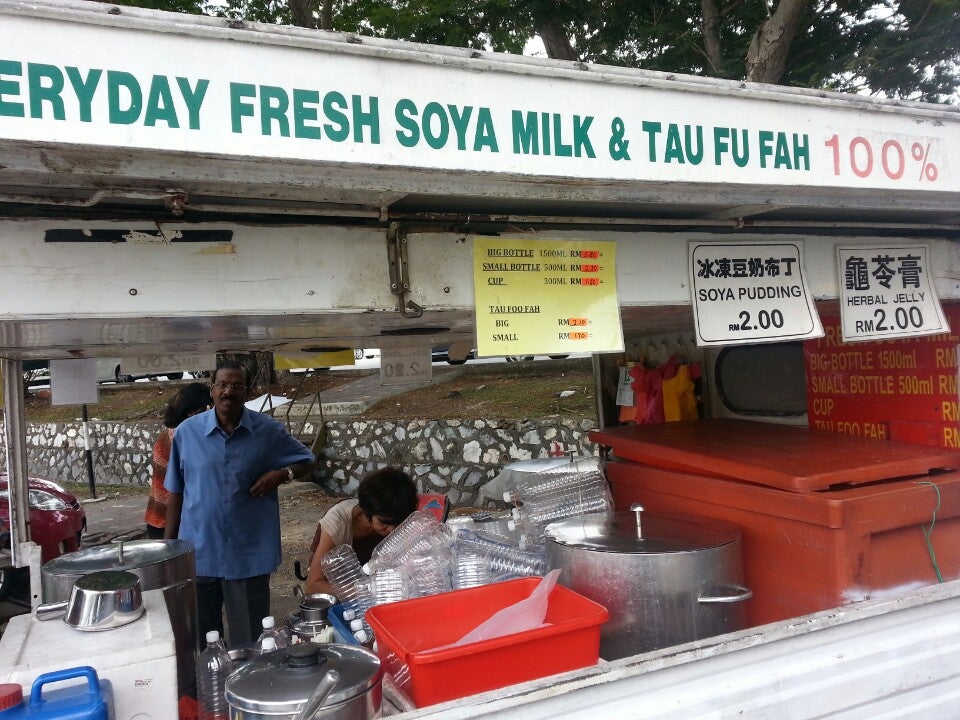 ERYDAY FRESH SOYA MILK & TAU FU FAH 100%
BIG BOTTLE 1500ML RM =
SMALL BOTTLE 500ML RM =
CUP 300ML RM =
TAU FOO FAH
BIG RM =
SMALL RM =
冰凍豆奶布丁
SOYA PUDDING
RM 2.00
龜苓膏
HERBAL JELLY
RM 2.00
BIG-BOTTLE 1500ml RM
SMALL BOTTLE 500ml RM
CUP RM
TAU FOO FAH RM